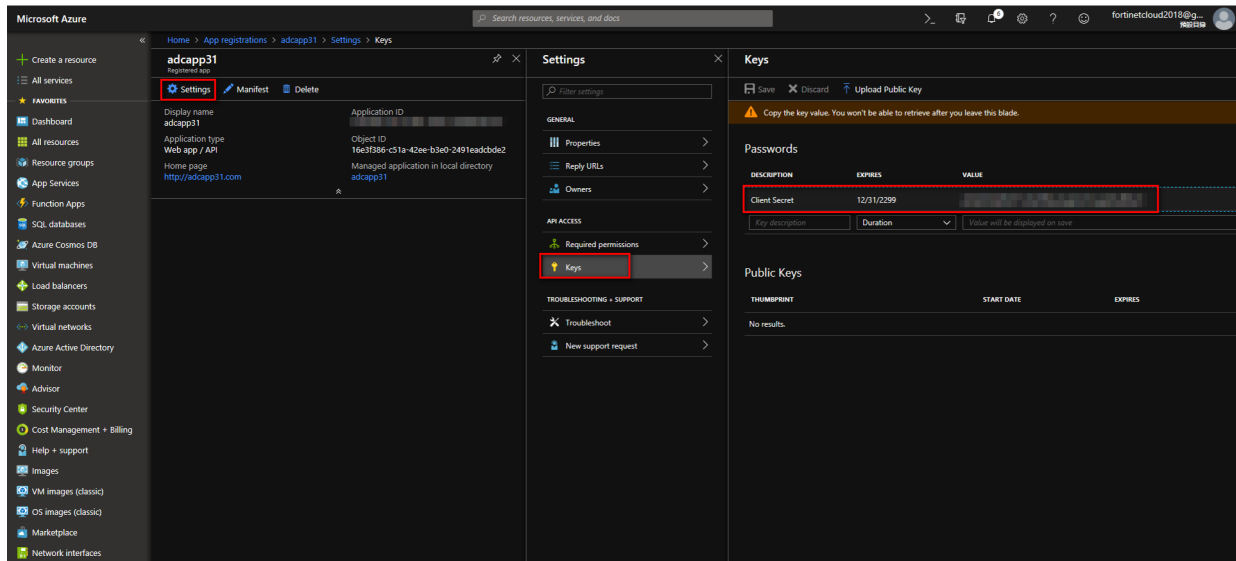 Microsoft Azure
Search resources, services, and docs
>_
6
?
fortinetcloud2018@g...
預設目錄
«
Create a resource
All services
FAVORITES
Dashboard
All resources
Resource groups
App Services
Function Apps
SQL databases
Azure Cosmos DB
Virtual machines
Load balancers
Storage accounts
Virtual networks
Azure Active Directory
Monitor
Advisor
Security Center
Cost Management + Billing
Help + support
Images
VM images (classic)
OS images (classic)
Marketplace
Network interfaces
Home > App registrations > adcapp31 > Settings > Keys
adcapp31
Registered app
Settings Manifest Delete
Display name
adcapp31
Application type
Web app / API
Home page
http://adcapp31.com
Application ID
Object ID
16e3f386-c51a-42ee-b3e0-2491eadcbde2
Managed application in local directory
adcapp31
Settings
Filter settings
GENERAL
Properties
Reply URLs
Owners
API ACCESS
Required permissions
Keys
TROUBLESHOOTING + SUPPORT
Troubleshoot
New support request
Keys
Save Discard Upload Public Key
Copy the key value. You won't be able to retrieve after you leave this blade.
Passwords
DESCRIPTION EXPIRES VALUE
Client Secret 12/31/2299
Key description Duration Value will be displayed on save
Public Keys
THUMBPRINT START DATE EXPIRES
No results.